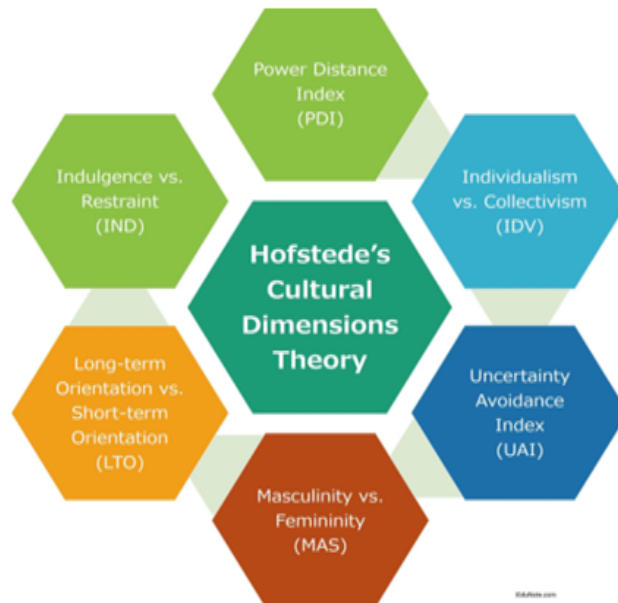 Power Distance
Index
(PDI)
Individualism
vs. Collectivism
(IDV)
Uncertainty
Avoidance
Index
(UAI)
Masculinity vs.
Femininity
(MAS)
Long-term
Orientation vs.
Short-term
Orientation
(LTO)
Indulgence vs.
Restraint
(IND)
Hofstede's
Cultural
Dimensions
Theory